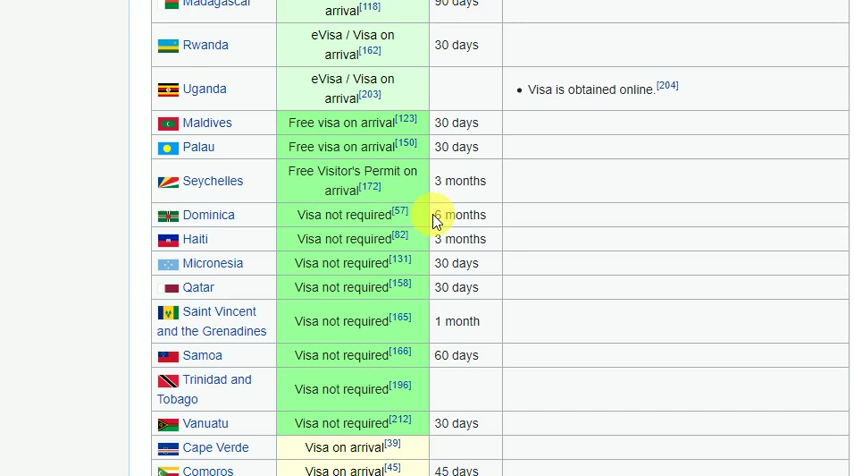 Madagascar
arrival[118]
90 days
Rwanda
eVisa / Visa on
arrival[162]
30 days
Uganda
eVisa / Visa on
arrival[203]
Visa is obtained online.[204]
Maldives Free visa on arrival[123] 30 days
Palau Free visa on arrival[150] 30 days
Seychelles
Free Visitor's Permit on
arrival[172]
3 months
Dominica Visa not required[57] 6 months
Haiti Visa not required[82] 3 months
Micronesia Visa not required[131] 30 days
Qatar Visa not required[158] 30 days
Saint Vincent
and the Grenadines
Visa not required[165]
1 month
Samoa Visa not required[166] 60 days
Trinidad and
Tobago
Visa not required[196]
Vanuatu Visa not required[212] 30 days
Cape Verde Visa on arrival[39]
Comoros Visa on arrival[45] 45 days